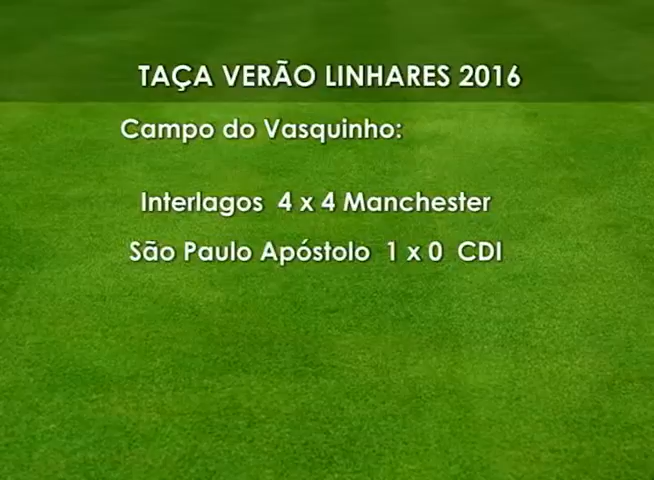 TAÇA VERÃO LINHARES 2016
Campo do Vasquinho:
Interlagos 4 x 4 Manchester
São Paulo Apóstolo 1 x 0 CDI